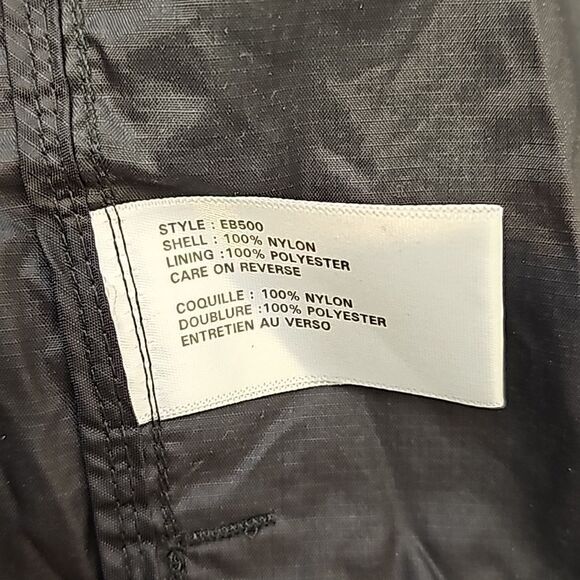 STYLE : EB500
SHELL : 100% NYLON
LINING :100% POLYESTER
CARE ON REVERSE
COQUILLE : 100% NYLON
DOUBLURE :100% POLYESTER
ENTRETIEN AU VERSO